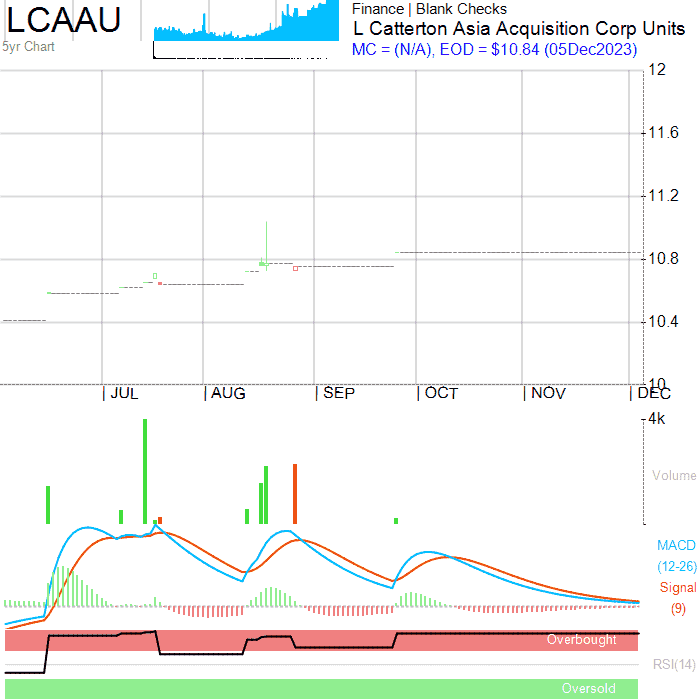 LCAAU
Finance | Blank Checks
L Catterton Asia Acquisition Corp Units
5yr Chart
MC = (N/A), EOD = $10.84 (05Dec2023)
12
11.6
11.2
10.8
10.4
10
JUL AUG SEP OCT NOV DEC
4k
Volume
MACD
(12-26)
Signal
(9)
Overbought
RSI(14)
Oversold